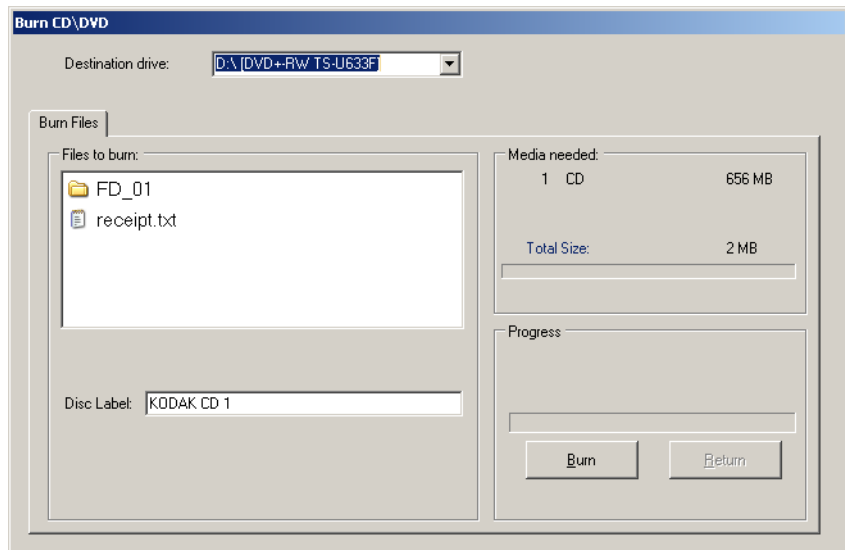 Burn CD\DVD
Destination drive: D:\ [DVD+-RW TS-U633F]
Burn Files
Files to burn:
FD_01
receipt.txt
Disc Label: KODAK CD 1
Media needed:
1 CD 656 MB
Total Size: 2 MB
Progress
Burn Return